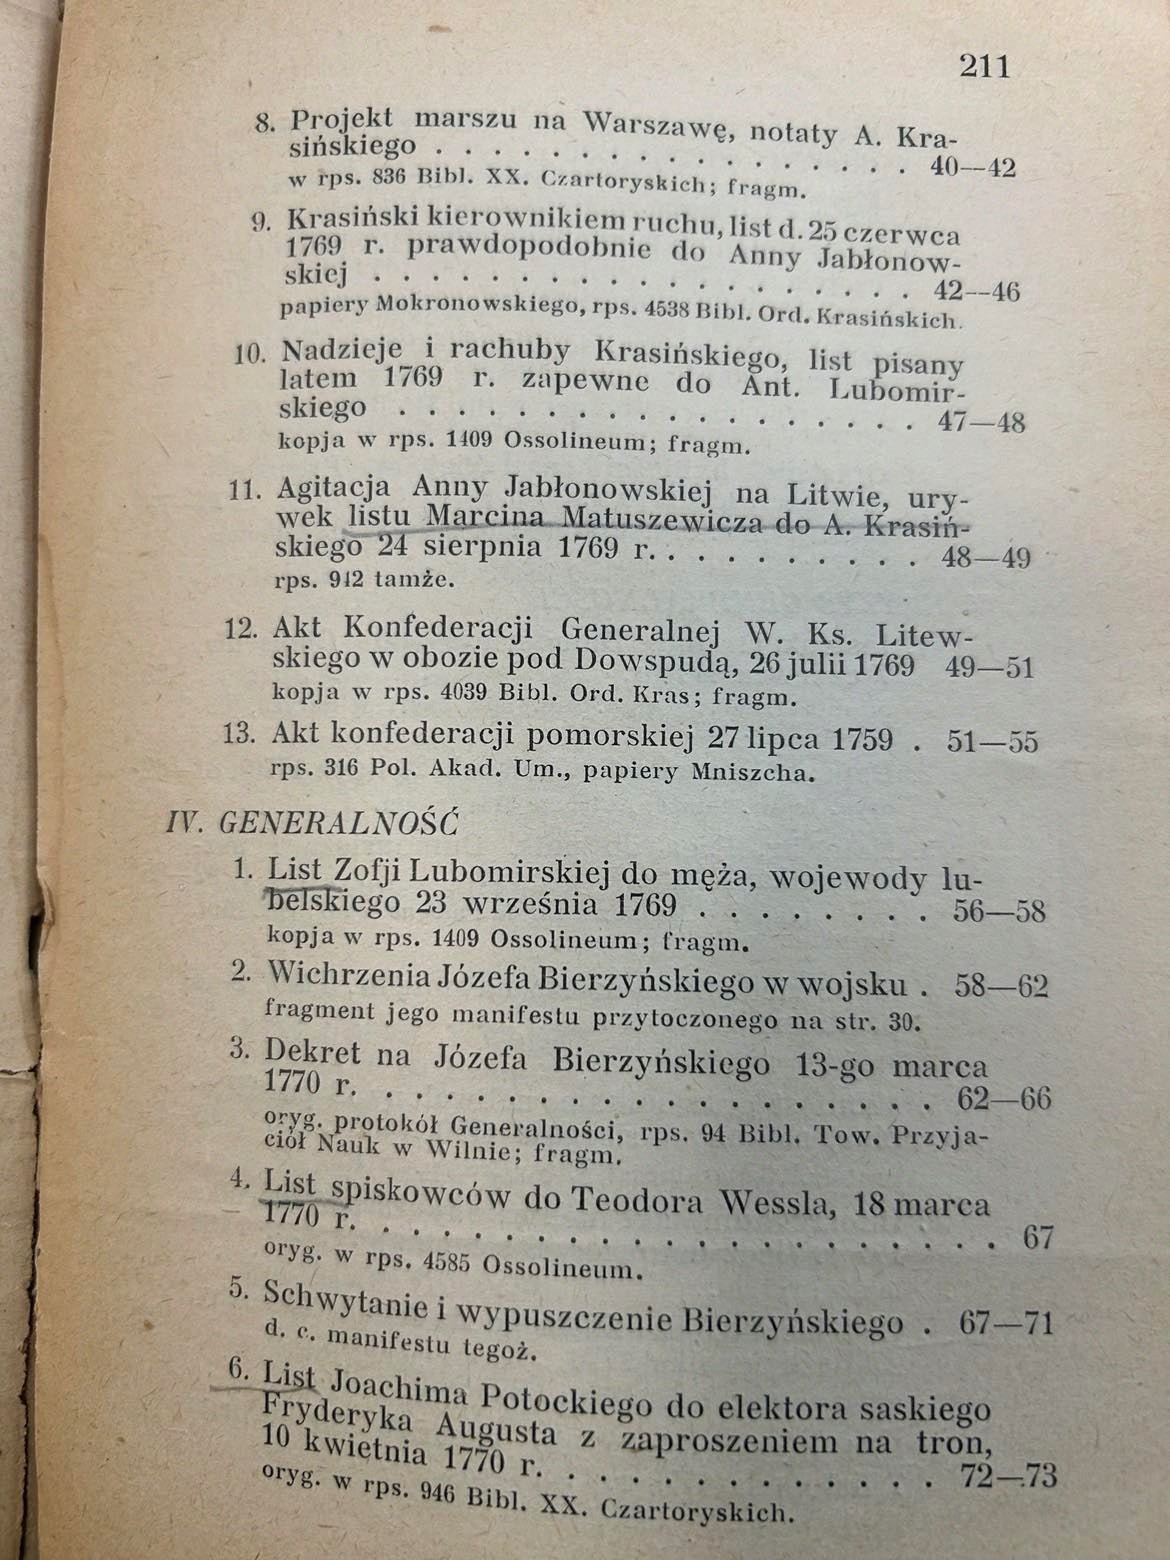 211
8. Projekt marszu na Warszawę, notaty A. Kra-
sińskiego . . . . . . . . . . . . . . . . . 40—42
w rps. 836 Bibl. XX. Czartoryskich; fragm.
9. Krasiński kierownikiem ruchu, list d. 25 czerwca
1769 r. prawdopodobnie do Anny Jabłonow-
skiej . . . . . . . . . . . . . . . . . . . 42—46
papiery Mokronowskiego, rps. 4538 Bibl. Ord. Krasińskich.
10. Nadzieje i rachuby Krasińskiego, list pisany
latem 1769 r. zapewne do Ant. Lubomir-
skiego . . . . . . . . . . . . . . . . . . 47—48
kopja w rps. 1409 Ossolineum; fragm.
11. Agitacja Anny Jabłonowskiej na Litwie, ury-
wek listu Marcina Matuszewicza do A. Krasiń-
skiego 24 sierpnia 1769 r. . . . . . . . . . 48—49
rps. 912 tamże.
12. Akt Konfederacji Generalnej W. Ks. Litew-
skiego w obozie pod Dowspudą, 26 julii 1769 49—51
kopja w rps. 4039 Bibl. Ord. Kras; fragm.
13. Akt konfederacji pomorskiej 27 lipca 1759 . 51—55
rps. 316 Pol. Akad. Um., papiery Mniszcha.
IV. GENERALNOŚĆ
1. List Zofji Lubomirskiej do męża, wojewody lu-
belskiego 23 września 1769 . . . . . . . . 56—58
kopja w rps. 1409 Ossolineum; fragm.
2. Wichrzenia Józefa Bierzyńskiego w wojsku . 58—62
fragment jego manifestu przytoczonego na str. 30.
3. Dekret na Józefa Bierzyńskiego 13-go marca
1770 r. . . . . . . . . . . . . . . . . . . . 62—66
oryg. protokół Generalności, rps. 94 Bibl. Tow. Przyja-
ciół Nauk w Wilnie; fragm.
4. List spiskowców do Teodora Wessla, 18 marca
1770 r. . . . . . . . . . . . . . . . . . . . . . 67
oryg. w rps. 4585 Ossolineum.
5. Schwytanie i wypuszczenie Bierzyńskiego . 67—71
d. c. manifestu tegoż.
6. List Joachima Potockiego do elektora saskiego
Fryderyka Augusta z zaproszeniem na tron,
10 kwietnia 1770 r. . . . . . . . . . . . . . 72—73
oryg. w rps. 946 Bibl. XX. Czartoryskich.